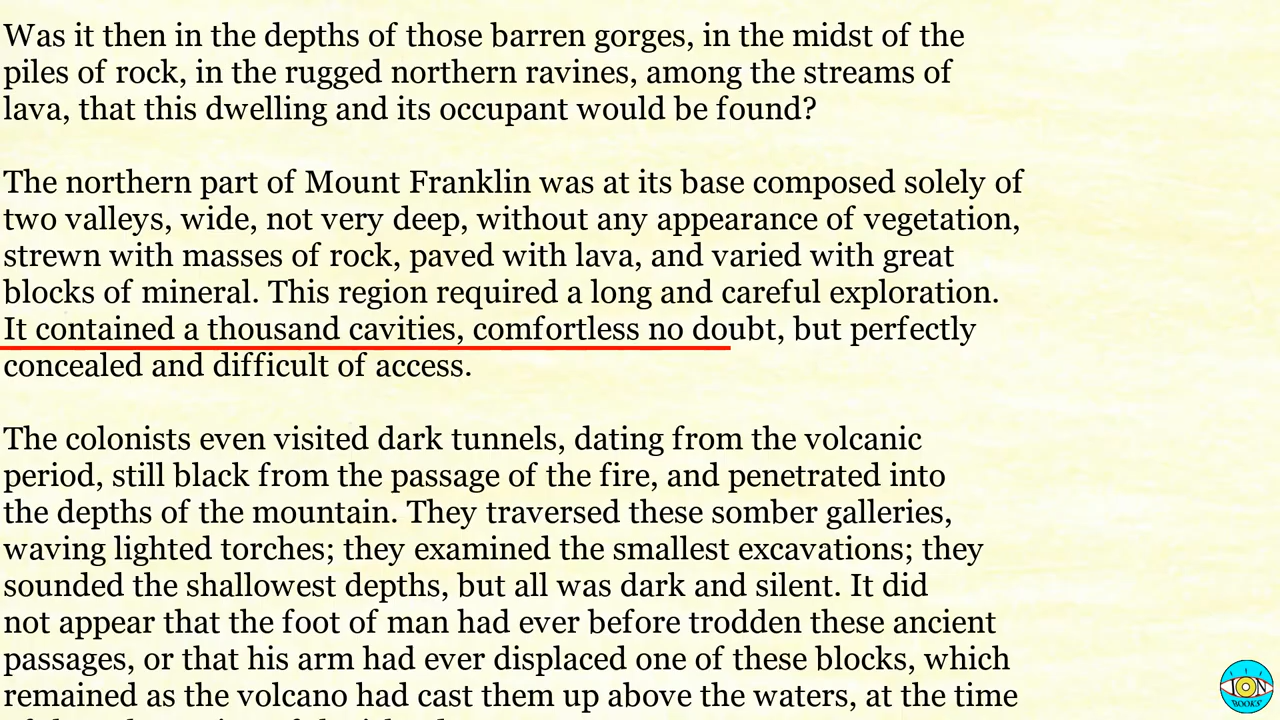 Was it then in the depths of those barren gorges, in the midst of the
piles of rock, in the rugged northern ravines, among the streams of
lava, that this dwelling and its occupant would be found?
The northern part of Mount Franklin was at its base composed solely of
two valleys, wide, not very deep, without any appearance of vegetation,
strewn with masses of rock, paved with lava, and varied with great
blocks of mineral. This region required a long and careful exploration.
It contained a thousand cavities, comfortless no doubt, but perfectly
concealed and difficult of access.
The colonists even visited dark tunnels, dating from the volcanic
period, still black from the passage of the fire, and penetrated into
the depths of the mountain. They traversed these somber galleries,
waving lighted torches; they examined the smallest excavations; they
sounded the shallowest depths, but all was dark and silent. It did
not appear that the foot of man had ever before trodden these ancient
passages, or that his arm had ever displaced one of these blocks, which
remained as the volcano had cast them up above the waters, at the time
ION
BOOKS